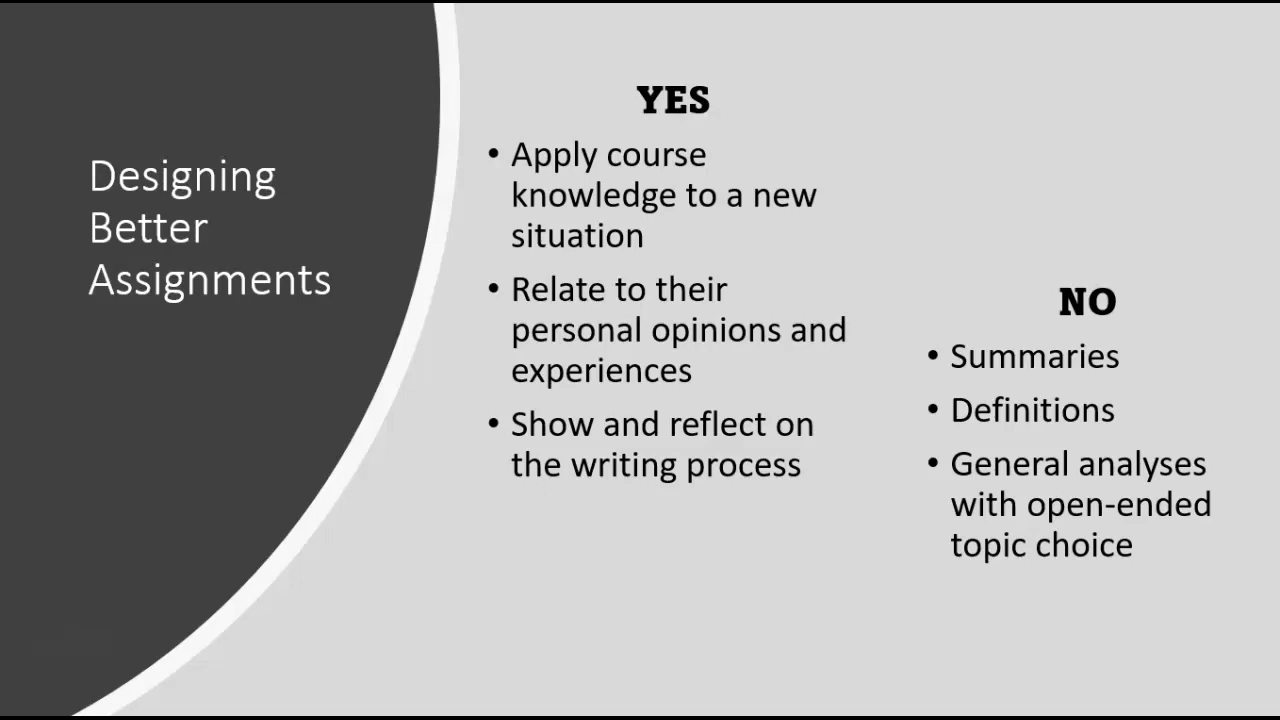 Designing
Better
Assignments
YES
• Apply course
knowledge to a new
situation
• Relate to their
personal opinions and
experiences
• Show and reflect on
the writing process
NO
• Summaries
• Definitions
• General analyses
with open-ended
topic choice